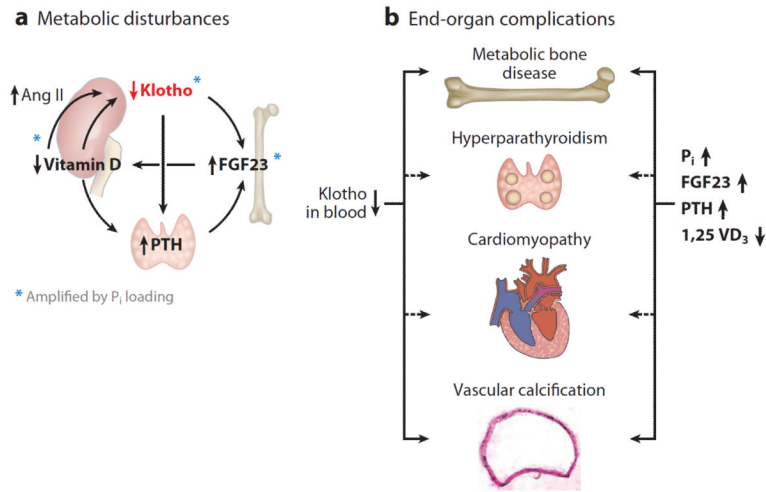 a Metabolic disturbances
↑Ang II
↓Klotho*
*
↓Vitamin D
↑FGF23*
↑PTH
* Amplified by Pi loading
b End-organ complications
Metabolic bone
disease
Hyperparathyroidism
Klotho
in blood ↓
Pi ↑
FGF23 ↑
PTH ↑
1,25 VD3 ↓
Cardiomyopathy
Vascular calcification